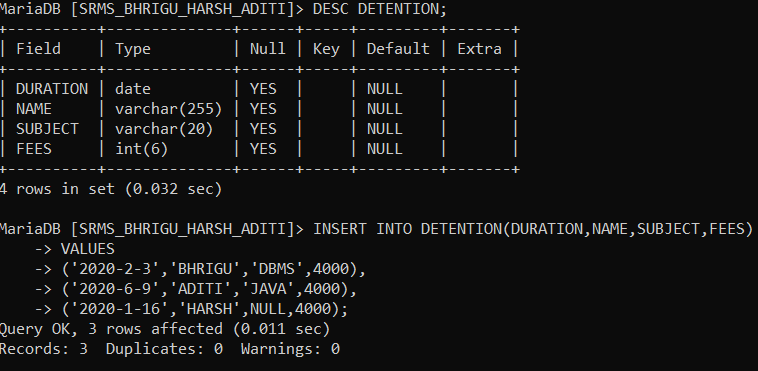 MariaDB [SRMS_BHRIGU_HARSH_ADITI]> DESC DETENTION;
+----------+--------------+------+-----+---------+-------+
| Field    | Type         | Null | Key | Default | Extra |
+----------+--------------+------+-----+---------+-------+
| DURATION | date         | YES  |     | NULL    |       |
| NAME     | varchar(255) | YES  |     | NULL    |       |
| SUBJECT  | varchar(20)  | YES  |     | NULL    |       |
| FEES     | int(6)       | YES  |     | NULL    |       |
+----------+--------------+------+-----+---------+-------+
4 rows in set (0.032 sec)

MariaDB [SRMS_BHRIGU_HARSH_ADITI]> INSERT INTO DETENTION(DURATION,NAME,SUBJECT,FEES)
    -> VALUES
    -> ('2020-2-3','BHRIGU','DBMS',4000),
    -> ('2020-6-9','ADITI','JAVA',4000),
    -> ('2020-1-16','HARSH',NULL,4000);
Query OK, 3 rows affected (0.011 sec)
Records: 3  Duplicates: 0  Warnings: 0